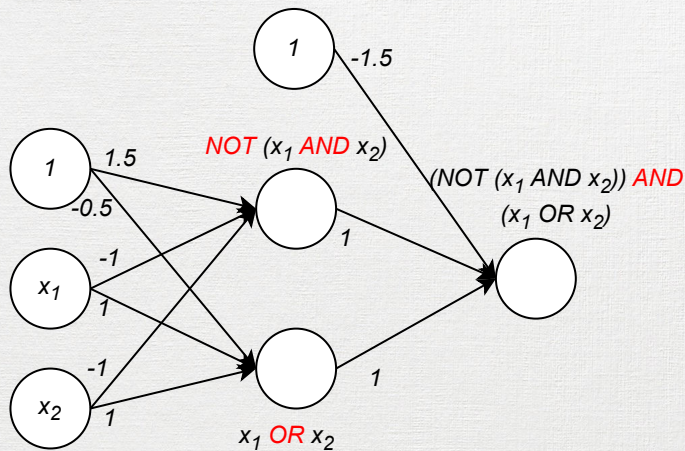 1
-1.5
1
1.5
-0.5
NOT (x₁ AND x₂)
(NOT (x₁ AND x₂)) AND
(x₁ OR x₂)
x₁
-1
1
1
x₂
-1
1
1
x₁ OR x₂